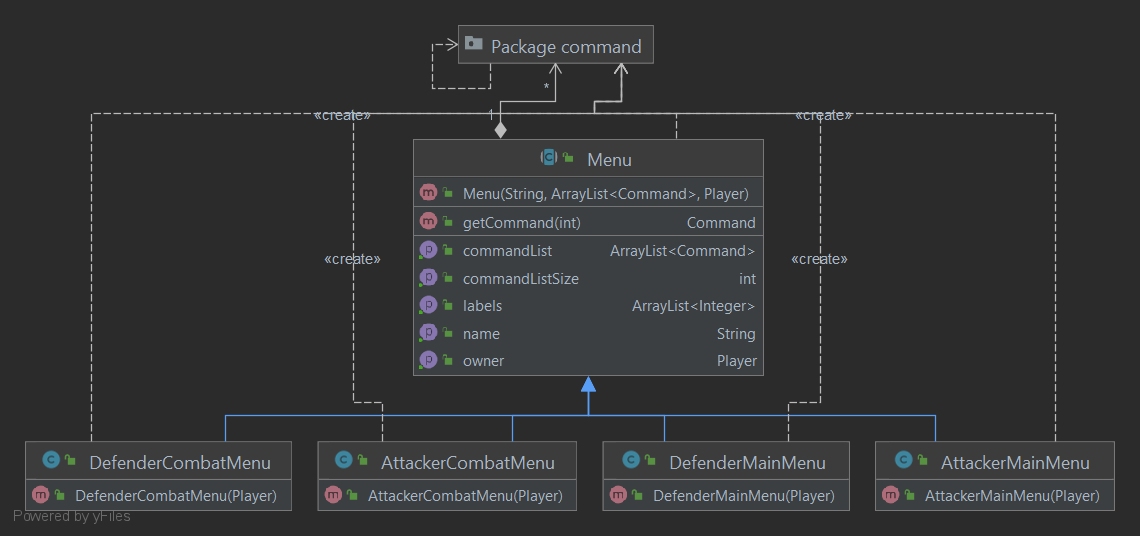 Package command
*
1
«create»
«create»
Menu
Menu(String, ArrayList<Command>, Player)
getCommand(int) Command
commandList ArrayList<Command>
commandListSize int
labels ArrayList<Integer>
name String
owner Player
«create»
«create»
DefenderCombatMenu
DefenderCombatMenu(Player)
AttackerCombatMenu
AttackerCombatMenu(Player)
DefenderMainMenu
DefenderMainMenu(Player)
AttackerMainMenu
AttackerMainMenu(Player)
Powered by yFiles